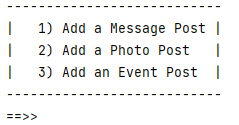 ---------------------------
|   1) Add a Message Post |
|   2) Add a Photo Post   |
|   3) Add an Event Post  |
---------------------------
==>>